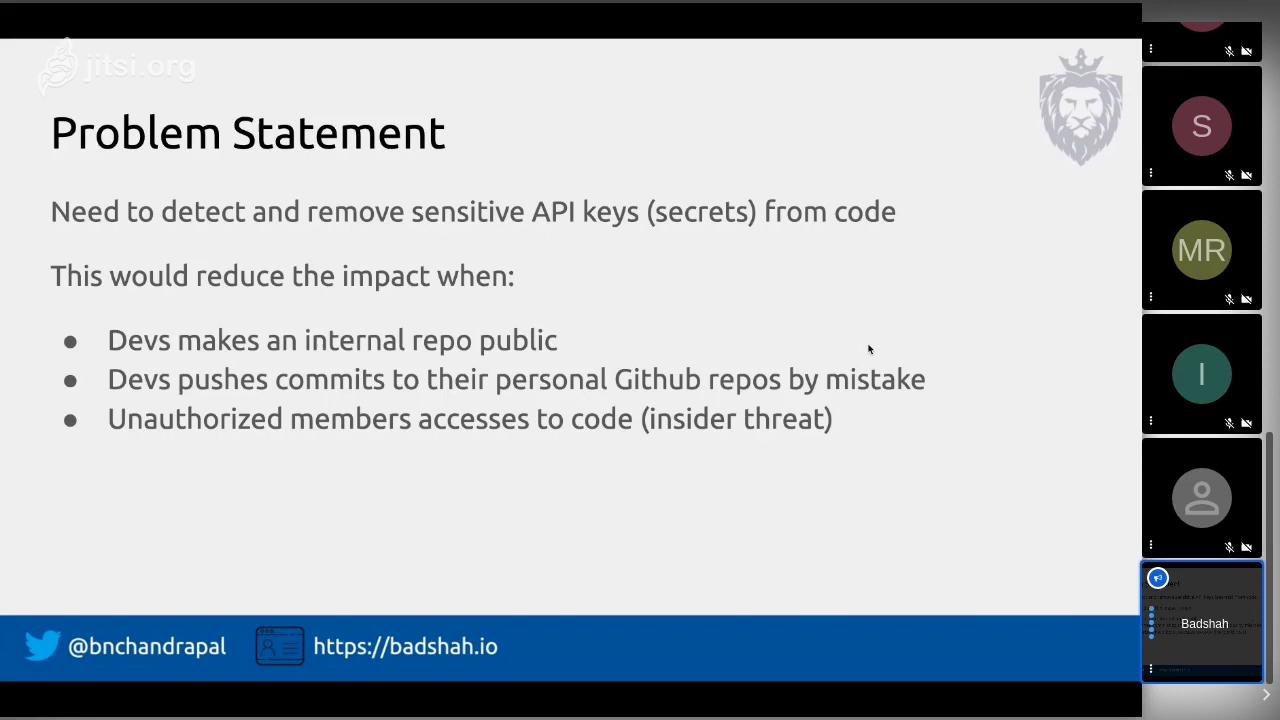 jitsi.org
Problem Statement
Need to detect and remove sensitive API keys (secrets) from code
This would reduce the impact when:
● Devs makes an internal repo public
● Devs pushes commits to their personal Github repos by mistake
● Unauthorized members accesses to code (insider threat)
@bnchandrapal
https://badshah.io
S
MR
I
Badshah